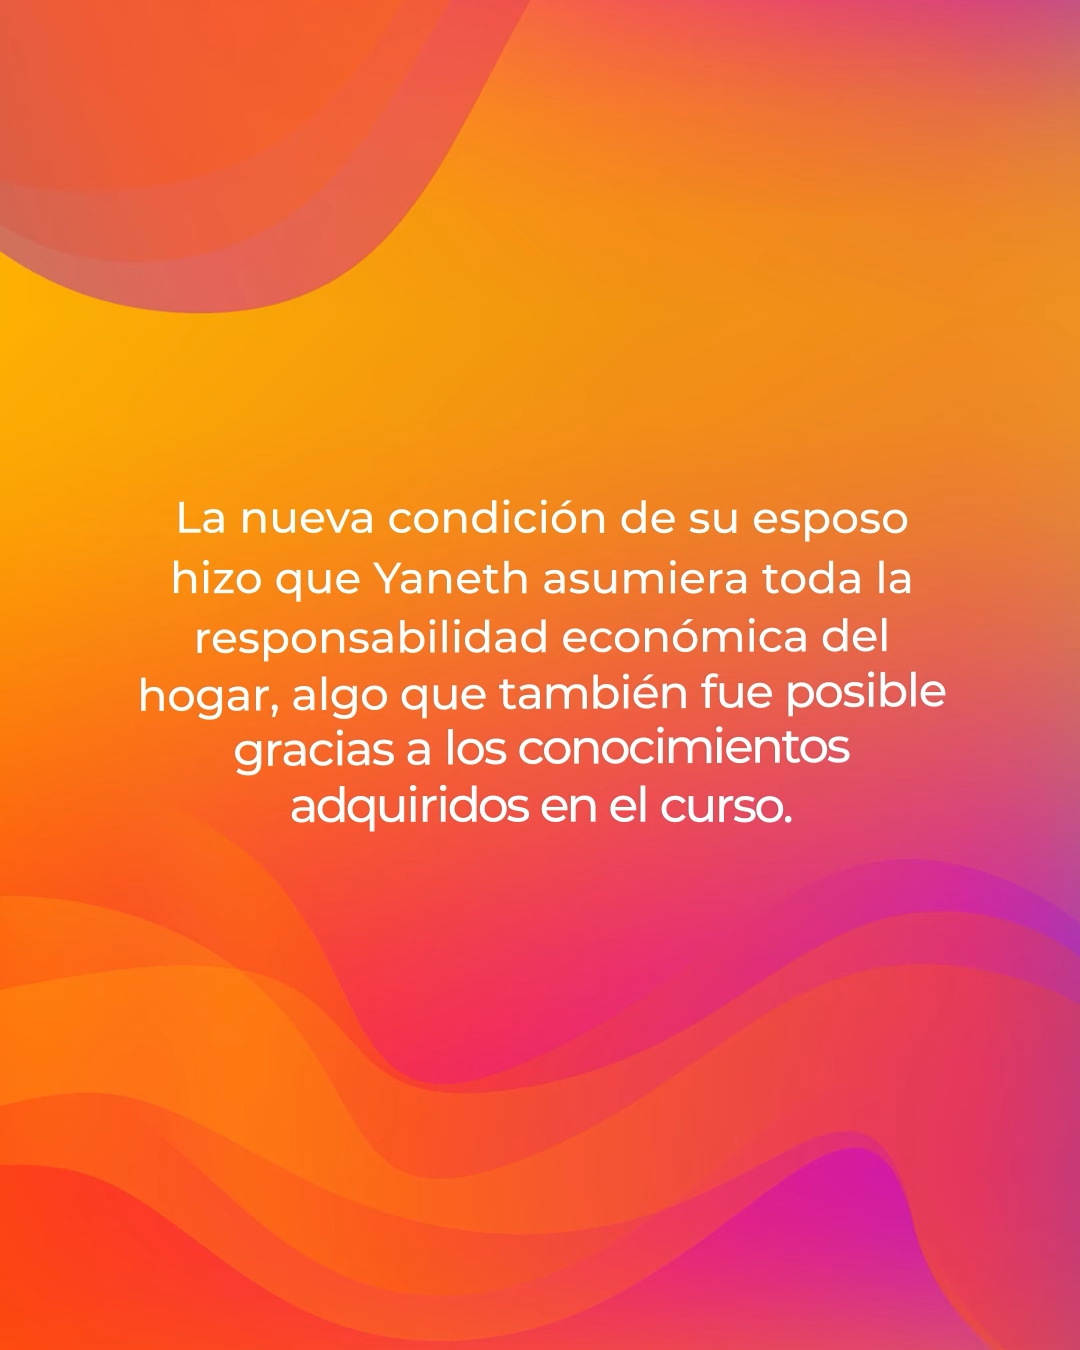 La nueva condición de su esposo
hizo que Yaneth asumiera toda la
responsabilidad económica del
hogar, algo que también fue posible
gracias a los conocimientos
adquiridos en el curso.